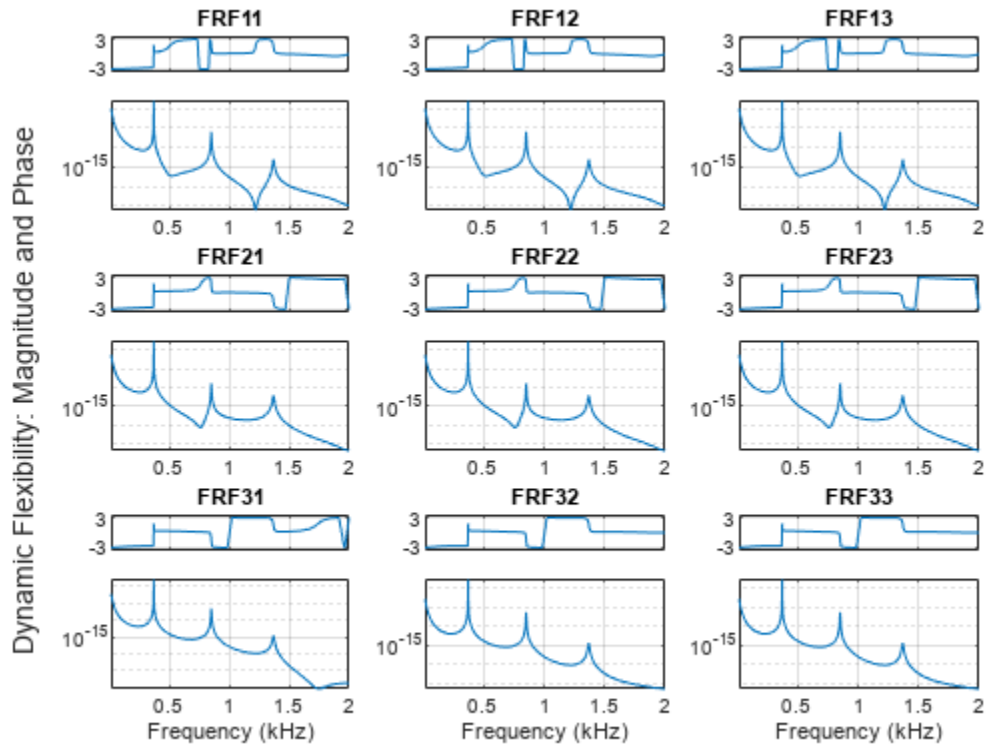 Dynamic Flexibility: Magnitude and Phase
FRF11 FRF12 FRF13
3 3 3
-3 -3 -3
10-15 10-15 10-15
0.5 1 1.5 2 0.5 1 1.5 2 0.5 1 1.5 2
FRF21 FRF22 FRF23
3 3 3
-3 -3 -3
10-15 10-15 10-15
0.5 1 1.5 2 0.5 1 1.5 2 0.5 1 1.5 2
FRF31 FRF32 FRF33
3 3 3
-3 -3 -3
10-15 10-15 10-15
0.5 1 1.5 2 0.5 1 1.5 2 0.5 1 1.5 2
Frequency (kHz) Frequency (kHz) Frequency (kHz)